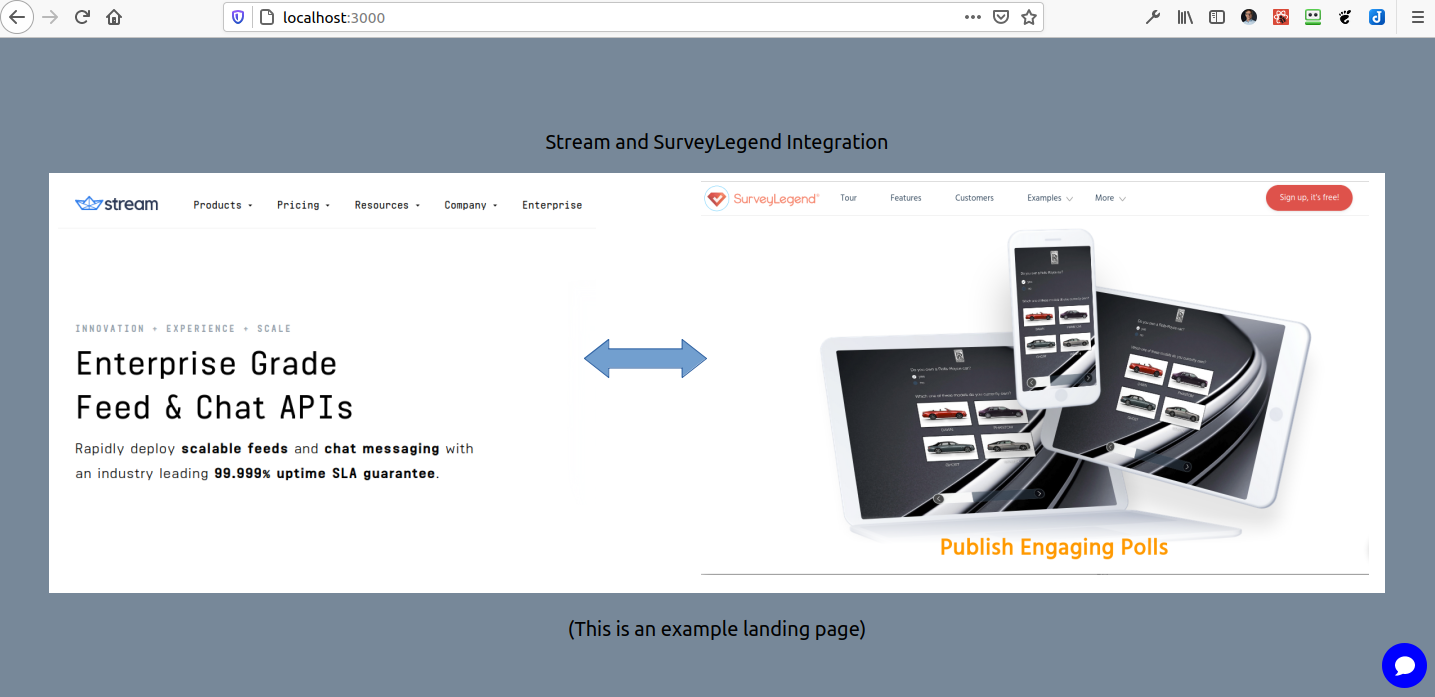 localhost:3000
Stream and SurveyLegend Integration
stream Products Pricing Resources Company Enterprise
SurveyLegend Tour Features Customers Examples More Sign up, it's free!
INNOVATION + EXPERIENCE + SCALE
Enterprise Grade
Feed & Chat APIs
Rapidly deploy scalable feeds and chat messaging with
an industry leading 99.999% uptime SLA guarantee.
Publish Engaging Polls
(This is an example landing page)